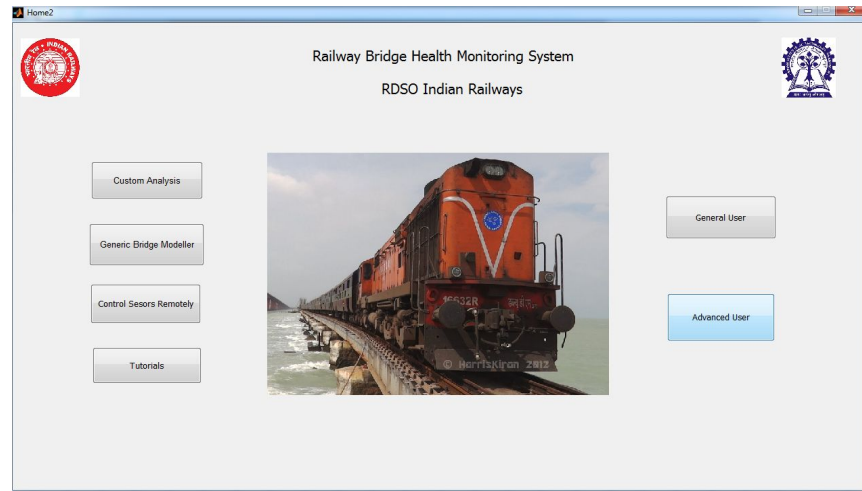 Home2
Railway Bridge Health Monitoring System
RDSO Indian Railways
Custom Analysis
Generic Bridge Modeller
Control Sesors Remotely
Tutorials
General User
Advanced User
16632R
© HarrisKiran 2012